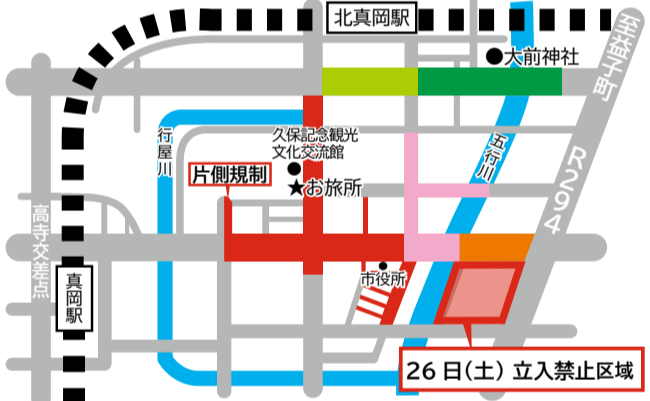 北真岡駅
●大前神社
至益子町
行屋川
久保記念観光
文化交流館
五行川
片側規制
★お旅所
R294
高寺交差点
市役所
真岡駅
26日(土) 立入禁止区域